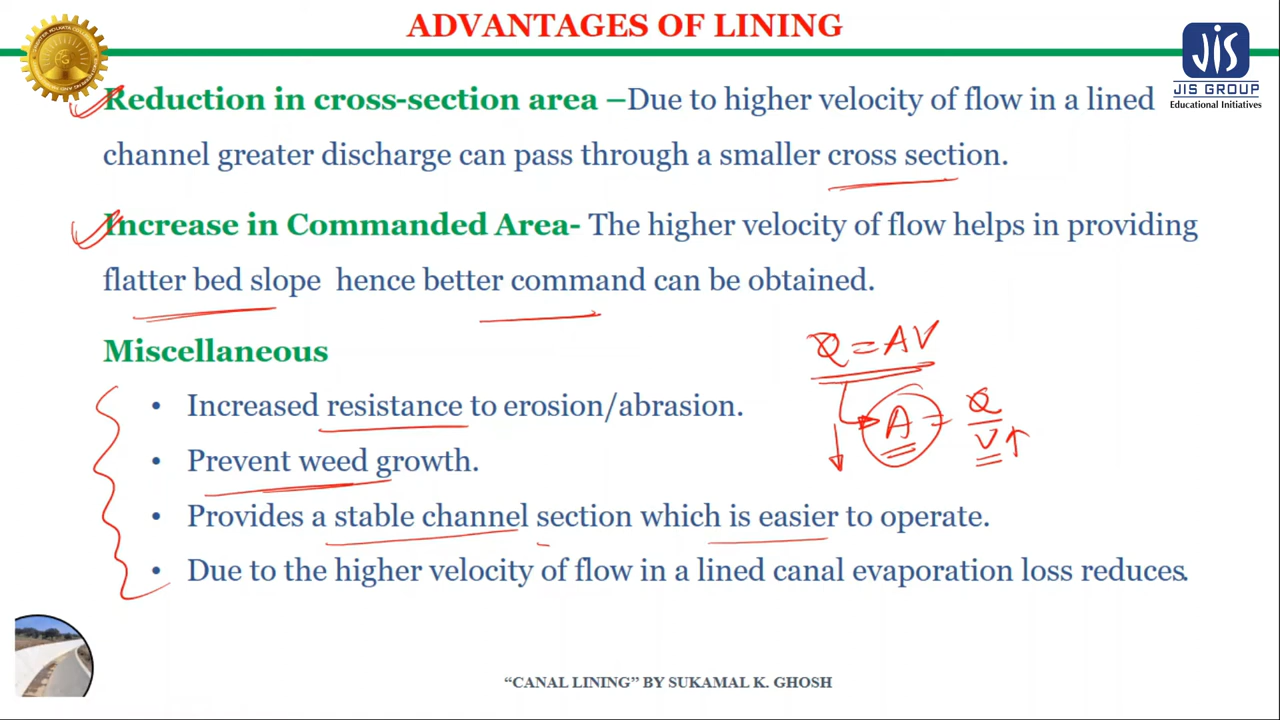 ADVANTAGES OF LINING
JIS
JIS GROUP
Educational Initiatives
Reduction in cross-section area –Due to higher velocity of flow in a lined
channel greater discharge can pass through a smaller cross section.
Increase in Commanded Area- The higher velocity of flow helps in providing
flatter bed slope hence better command can be obtained.
Miscellaneous
Q = AV
• Increased resistance to erosion/abrasion.
A = Q/V↑
• Prevent weed growth.
• Provides a stable channel section which is easier to operate.
• Due to the higher velocity of flow in a lined canal evaporation loss reduces.
“CANAL LINING” BY SUKAMAL K. GHOSH